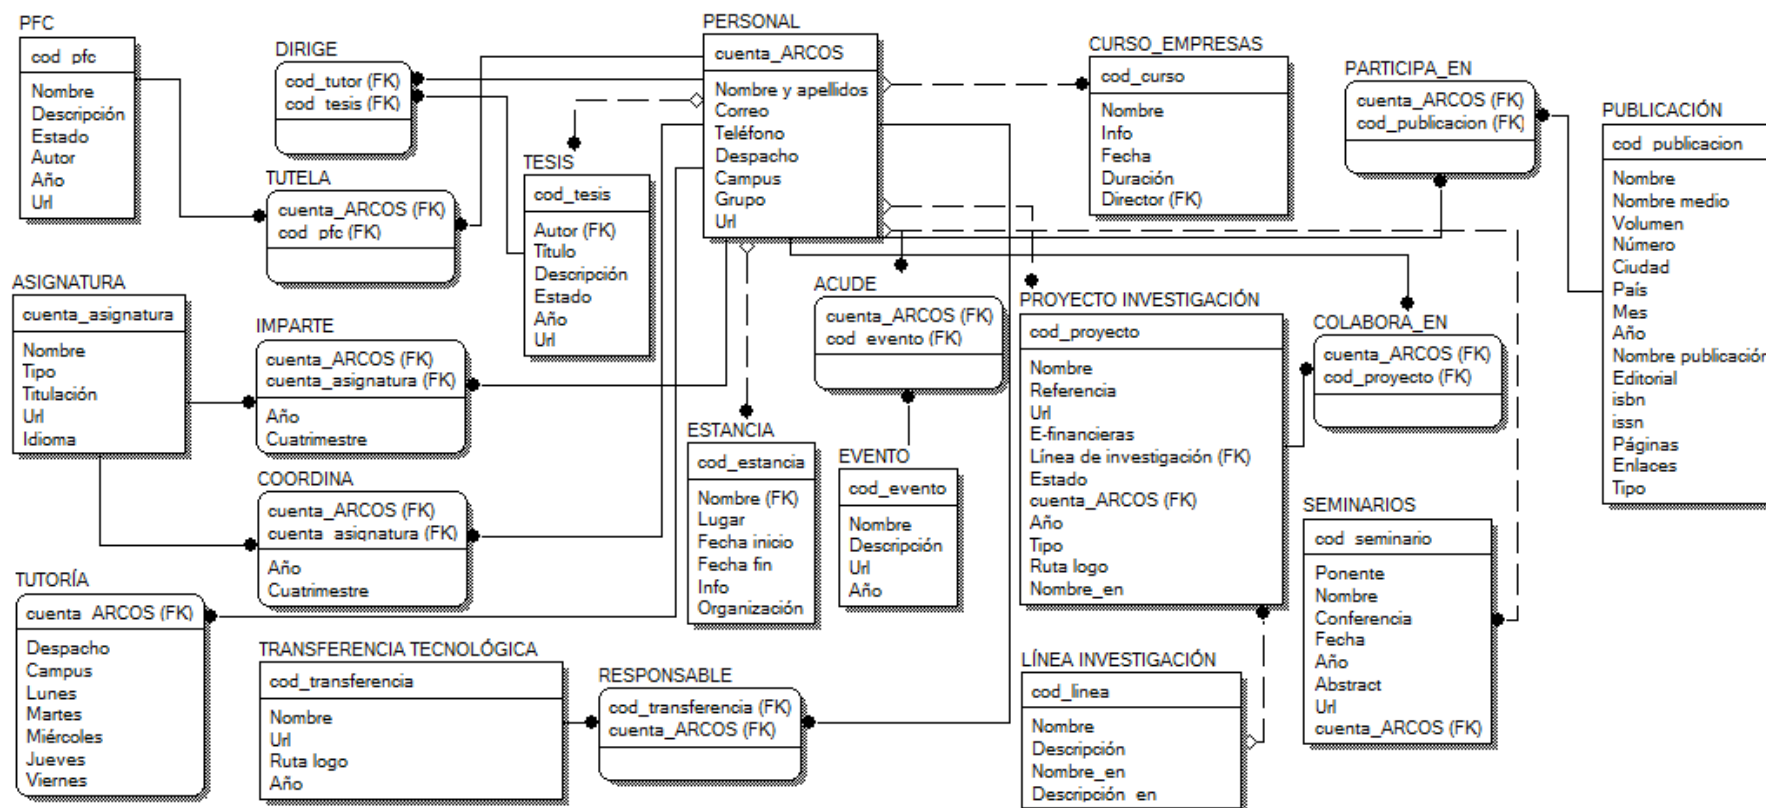 PFC
cod_pfc
Nombre
Descripción
Estado
Autor
Año
Url
DIRIGE
cod_tutor (FK)
cod_tesis (FK)
TUTELA
cuenta_ARCOS (FK)
cod_pfc (FK)
PERSONAL
cuenta_ARCOS
Nombre y apellidos
Correo
Teléfono
Despacho
Campus
Grupo
Url
TESIS
cod_tesis
Autor (FK)
Título
Descripción
Estado
Año
Url
CURSO_EMPRESAS
cod_curso
Nombre
Info
Fecha
Duración
Director (FK)
PARTICIPA_EN
cuenta_ARCOS (FK)
cod_publicacion (FK)
PUBLICACIÓN
cod_publicacion
Nombre
Nombre medio
Volumen
Número
Ciudad
País
Mes
Año
Nombre publicación
Editorial
isbn
issn
Páginas
Enlaces
Tipo
ASIGNATURA
cuenta_asignatura
Nombre
Tipo
Titulación
Url
Idioma
IMPARTE
cuenta_ARCOS (FK)
cuenta_asignatura (FK)
Año
Cuatrimestre
COORDINA
cuenta_ARCOS (FK)
cuenta_asignatura (FK)
Año
Cuatrimestre
ACUDE
cuenta_ARCOS (FK)
cod_evento (FK)
PROYECTO INVESTIGACIÓN
cod_proyecto
Nombre
Referencia
Url
E-financieras
Línea de investigación (FK)
Estado
cuenta_ARCOS (FK)
Año
Tipo
Ruta logo
Nombre_en
COLABORA_EN
cuenta_ARCOS (FK)
cod_proyecto (FK)
ESTANCIA
cod_estancia
Nombre (FK)
Lugar
Fecha inicio
Fecha fin
Info
Organización
EVENTO
cod_evento
Nombre
Descripción
Url
Año
SEMINARIOS
cod_seminario
Ponente
Nombre
Conferencia
Fecha
Año
Abstract
Url
cuenta_ARCOS (FK)
TUTORÍA
cuenta_ARCOS (FK)
Despacho
Campus
Lunes
Martes
Miércoles
Jueves
Viernes
TRANSFERENCIA TECNOLÓGICA
cod_transferencia
Nombre
Url
Ruta logo
Año
RESPONSABLE
cod_transferencia (FK)
cuenta_ARCOS (FK)
LÍNEA INVESTIGACIÓN
cod_linea
Nombre
Descripción
Nombre_en
Descripción_en